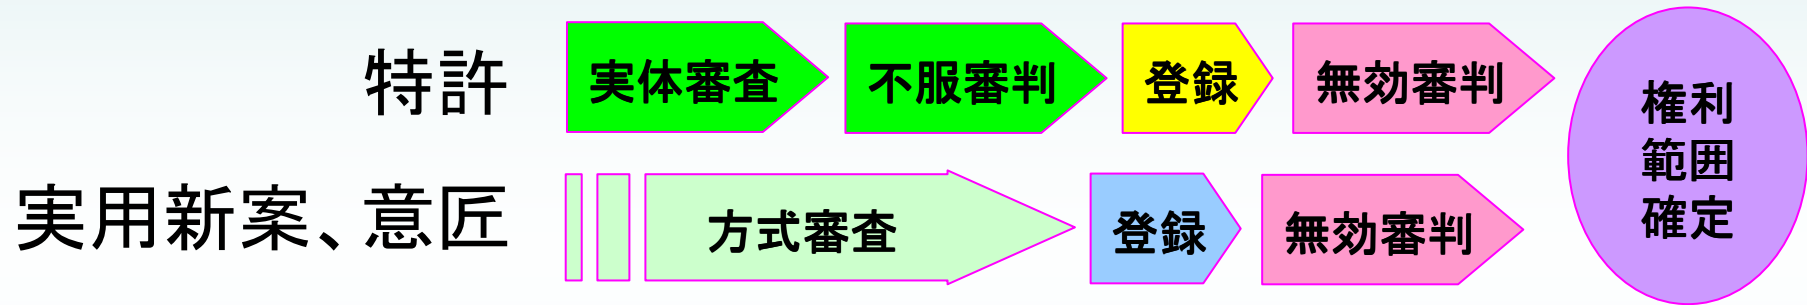 特許 実体審査 不服審判 登録 無効審判
実用新案、意匠 方式審査 登録 無効審判
権利
範囲
確定